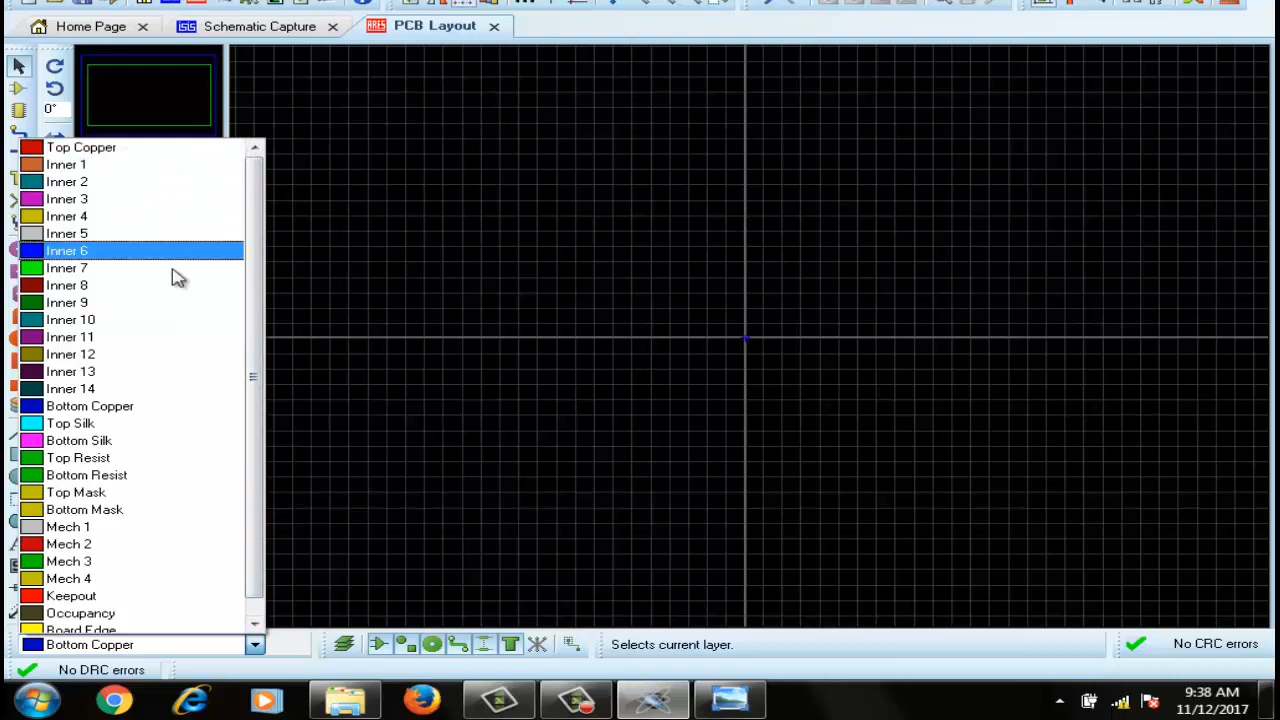 Home Page
ISIS Schematic Capture
ARES PCB Layout
0°
Top Copper
Inner 1
Inner 2
Inner 3
Inner 4
Inner 5
Inner 6
Inner 7
Inner 8
Inner 9
Inner 10
Inner 11
Inner 12
Inner 13
Inner 14
Bottom Copper
Top Silk
Bottom Silk
Top Resist
Bottom Resist
Top Mask
Bottom Mask
Mech 1
Mech 2
Mech 3
Mech 4
Keepout
Occupancy
Board Edge
Bottom Copper
Selects current layer.
No CRC errors
No DRC errors
9:38 AM
11/12/2017